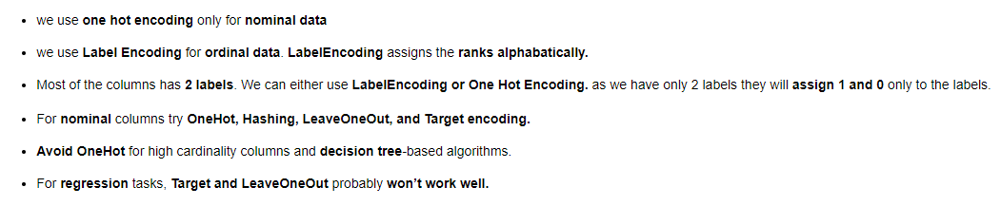 we use one hot encoding only for nominal data
we use Label Encoding for ordinal data. LabelEncoding assigns the ranks alphabatically.
Most of the columns has 2 labels. We can either use LabelEncoding or One Hot Encoding. as we have only 2 labels they will assign 1 and 0 only to the labels.
For nominal columns try OneHot, Hashing, LeaveOneOut, and Target encoding.
Avoid OneHot for high cardinality columns and decision tree-based algorithms.
For regression tasks, Target and LeaveOneOut probably won’t work well.